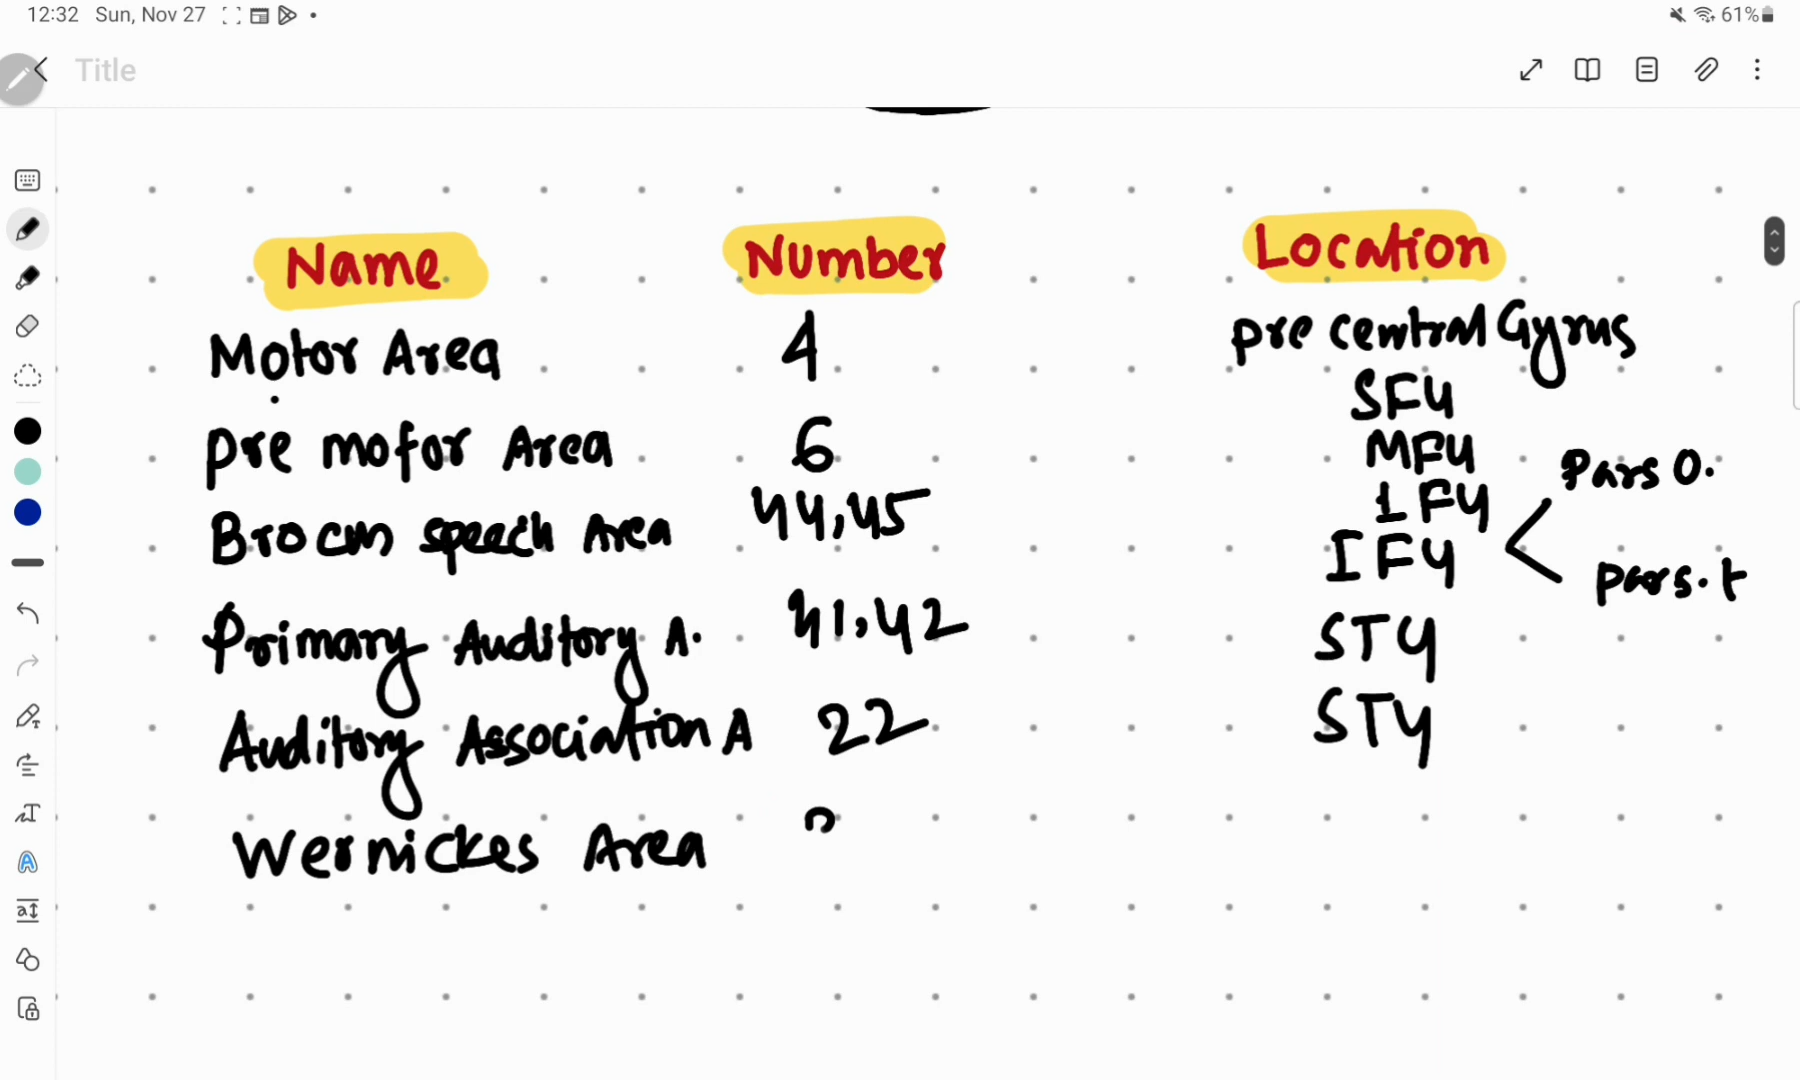 12:32 Sun, Nov 27 61%
Title
Name Number Location
Motor Area 4 pre central Gyrus
SFG
pre motor Area 6 MFG
IFG Pars O.
Broca speech Area 44,45 IFG
Pars.t
Primary Auditory A. 41,42 STG
Auditory Association A 22 STG
Wernickes Area